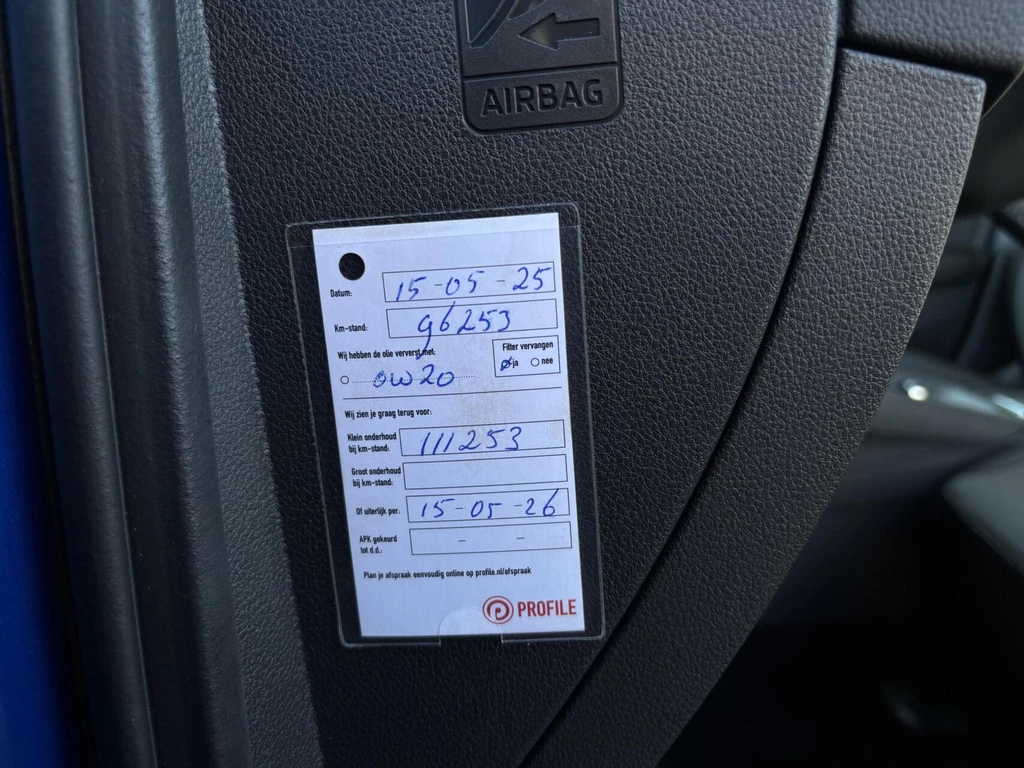 AIRBAG
Datum: 15-05-25
Km-stand: 96253
Wij hebben de olie ververst met:
0W20
Filter vervangen
ja nee
Wij zien je graag terug voor:
Klein onderhoud
bij km-stand: 111253
Groot onderhoud
bij km-stand:
Of uiterlijk per: 15-05-26
APK gekeurd
tot d.d.: - -
Plan je afspraak eenvoudig online op profile.nl/afspraak
PROFILE